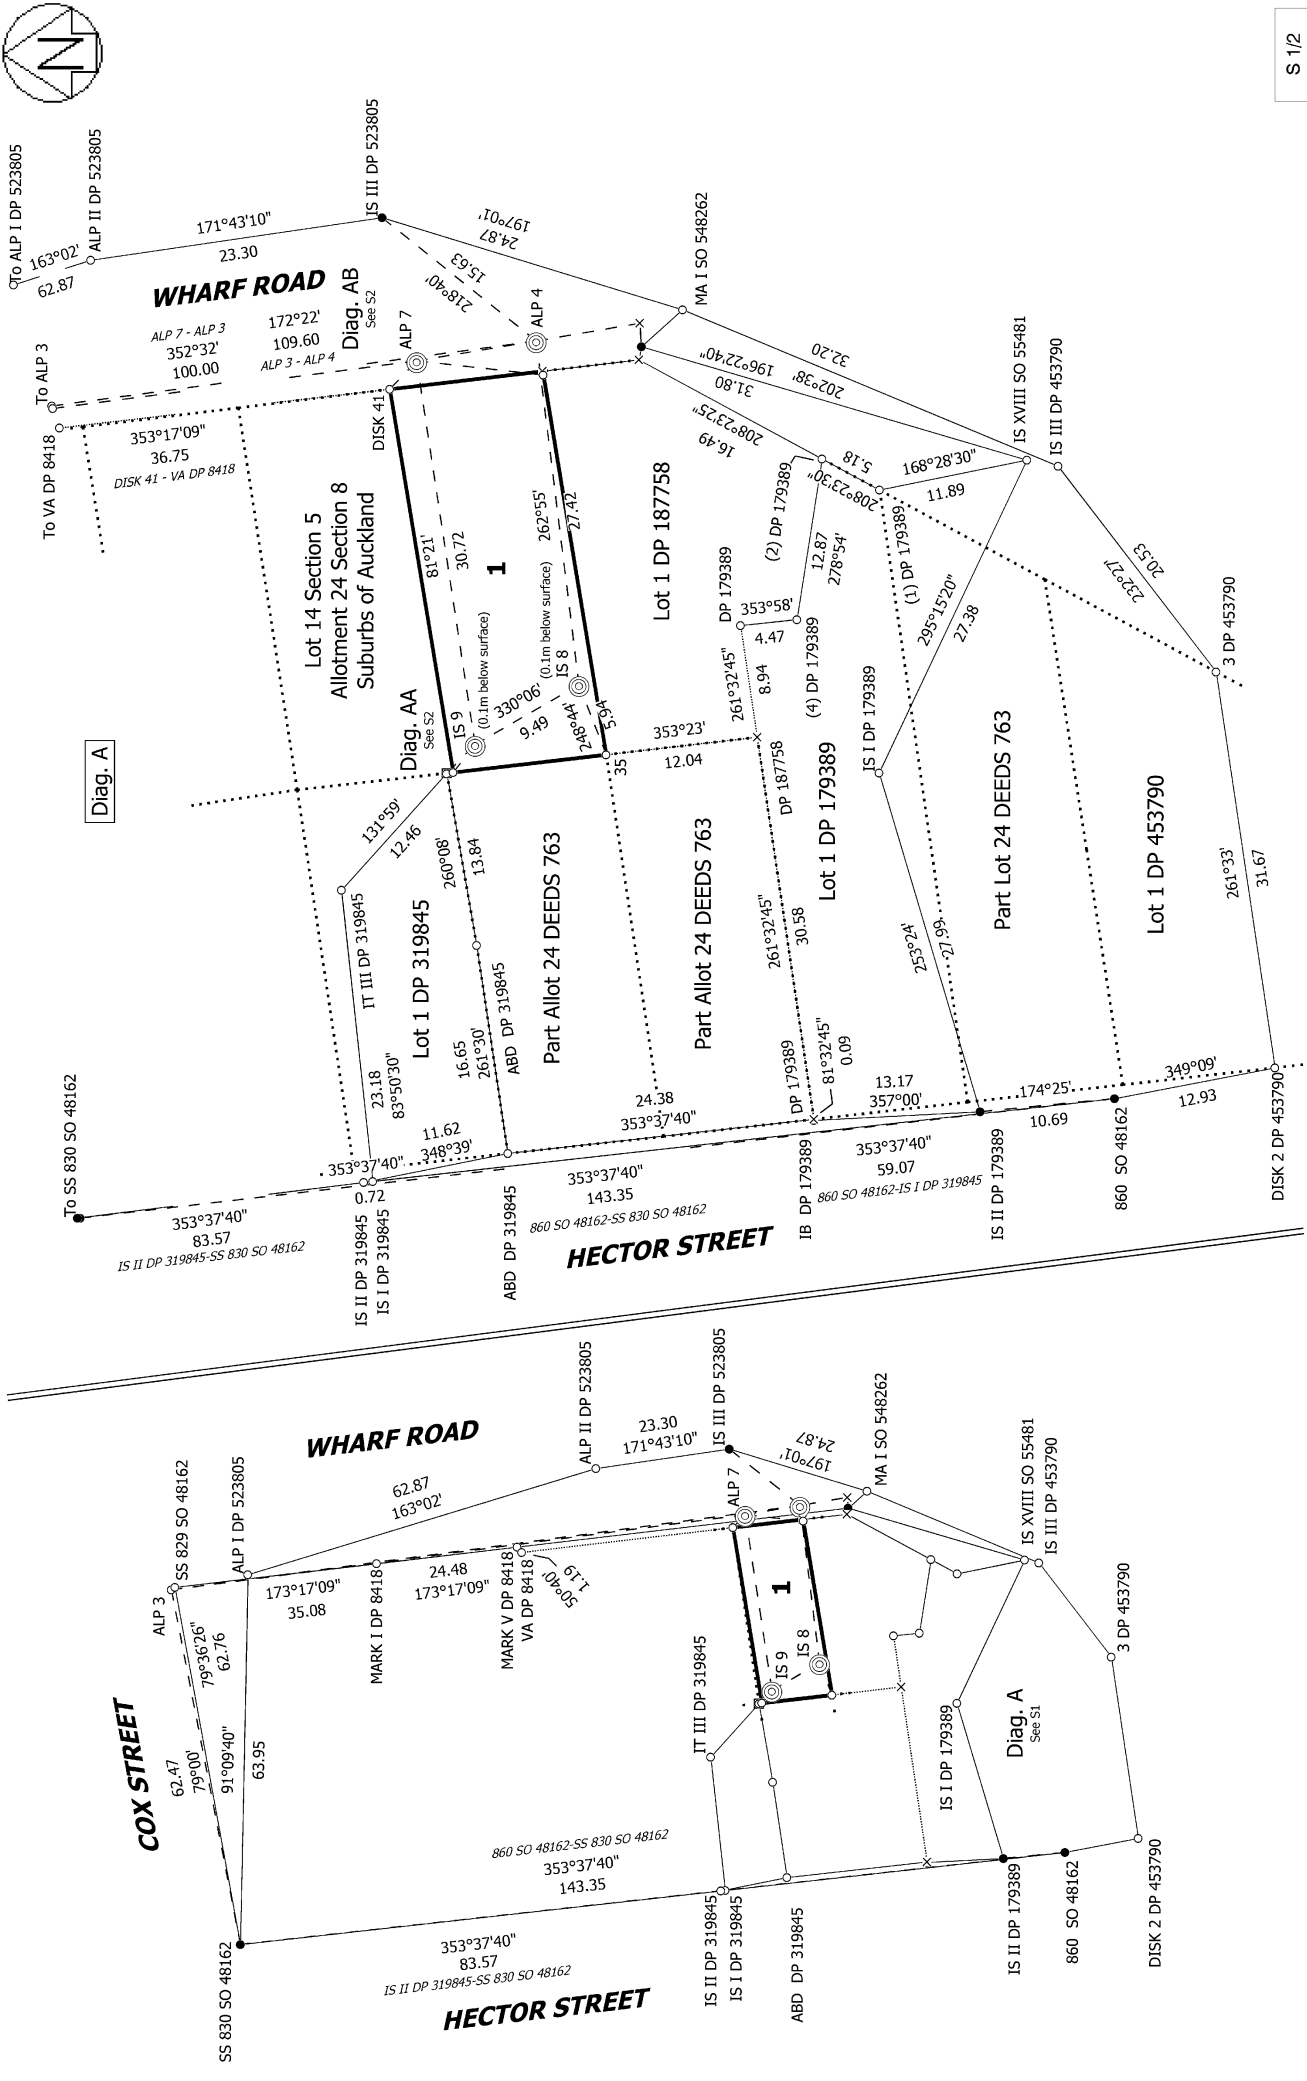 N
S 1/2
To ALP I DP 523805
163°02'
62.87
ALP II DP 523805
171°43'10"
23.30
IS III DP 523805
WHARF ROAD
ALP 7 - ALP 3
352°32'
100.00
172°22'
109.60
ALP 3 - ALP 4
Diag. AB
See S2
To ALP 3
To VA DP 8418
353°17'09"
36.75
DISK 41 - VA DP 8418
DISK 41
ALP 7
ALP 4
218°40'
15.63
197°01'
24.87
MA I SO 548262
32.20
202°38'
196°22'40"
31.80
208°23'25"
16.49
IS XVIII SO 55481
IS III DP 453790
168°28'30"
11.89
5.18
208°23'30"
(2) DP 179389
(1) DP 179389
12.87
278°54'
DP 179389
353°58'
4.47
(4) DP 179389
261°32'45"
8.94
295°15'20"
27.38
232°27'
20.53
3 DP 453790
Diag. A
Lot 14 Section 5
Allotment 24 Section 8
Suburbs of Auckland
81°21'
30.72
1
262°55'
27.42
(0.1m below surface)
(0.1m below surface)
IS 8
IS 9
330°06'
9.49
248°44'
5.94
35
Diag. AA
See S2
Lot 1 DP 187758
353°23'
12.04
DP 187758
Lot 1 DP 179389
IS I DP 179389
Part Lot 24 DEEDS 763
Lot 1 DP 453790
261°33'
31.67
131°59'
12.46
260°08'
13.84
IT III DP 319845
Lot 1 DP 319845
Part Allot 24 DEEDS 763
Part Allot 24 DEEDS 763
23.18
83°50'30"
16.65
261°30'
ABD DP 319845
261°32'45"
30.58
253°24'
27.99
DP 179389
81°32'45"
0.09
13.17
357°00'
174°25'
10.69
349°09'
12.93
DISK 2 DP 453790
To SS 830 SO 48162
353°37'40"
83.57
IS II DP 319845-SS 830 SO 48162
353°37'40"
0.72
11.62
348°39'
24.38
353°37'40"
IS II DP 319845
IS I DP 319845
ABD DP 319845
353°37'40"
143.35
860 SO 48162-SS 830 SO 48162
353°37'40"
59.07
860 SO 48162-IS I DP 319845
IB DP 179389
IS II DP 179389
860 SO 48162
HECTOR STREET
WHARF ROAD
ALP II DP 523805
23.30
171°43'10"
IS III DP 523805
197°01'
24.87
MA I SO 548262
IS XVIII SO 55481
IS III DP 453790
3 DP 453790
62.87
163°02'
SS 829 SO 48162
ALP I DP 523805
ALP 3
79°36'26"
62.76
173°17'09"
35.08
MARK I DP 8418
24.48
173°17'09"
MARK V DP 8418
VA DP 8418
50°40'
1.19
ALP 7
1
IS 8
IS 9
IT III DP 319845
COX STREET
62.47
79°00'
91°09'40"
63.95
IS I DP 179389
Diag. A
See S1
860 SO 48162-SS 830 SO 48162
353°37'40"
143.35
SS 830 SO 48162
353°37'40"
83.57
IS II DP 319845-SS 830 SO 48162
HECTOR STREET
IS II DP 319845
IS I DP 319845
ABD DP 319845
IS II DP 179389
860 SO 48162
DISK 2 DP 453790